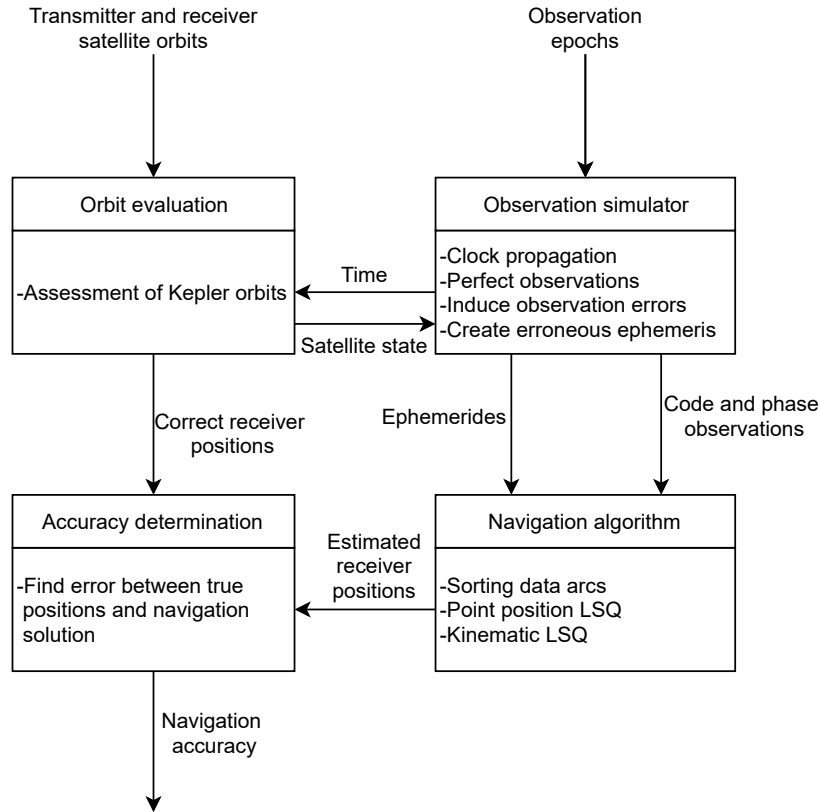 Transmitter and receiver
satellite orbits
Observation
epochs
Orbit evaluation
-Assessment of Kepler orbits
Observation simulator
-Clock propagation
-Perfect observations
-Induce observation errors
-Create erroneous ephemeris
Time
Satellite state
Correct receiver
positions
Ephemerides
Code and phase
observations
Accuracy determination
-Find error between true
positions and navigation
solution
Estimated
receiver
positions
Navigation algorithm
-Sorting data arcs
-Point position LSQ
-Kinematic LSQ
Navigation
accuracy